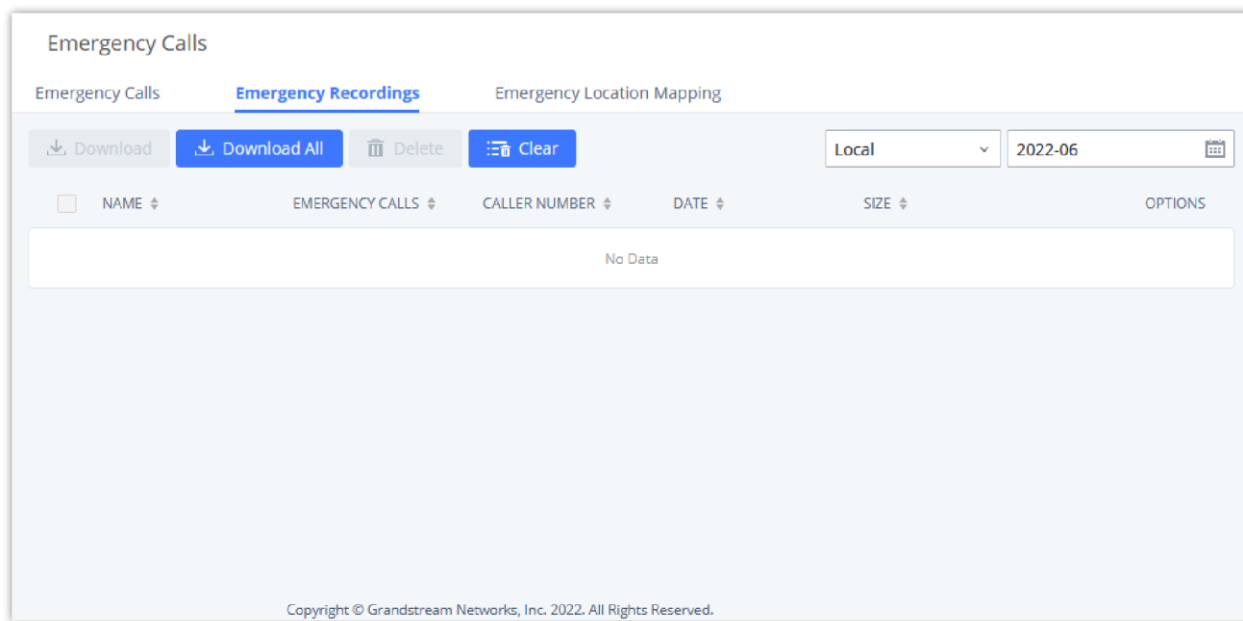 Emergency Calls
Emergency Calls Emergency Recordings Emergency Location Mapping
Download Download All Delete Clear Local 2022-06
NAME EMERGENCY CALLS CALLER NUMBER DATE SIZE OPTIONS
No Data
Copyright © Grandstream Networks, Inc. 2022. All Rights Reserved.